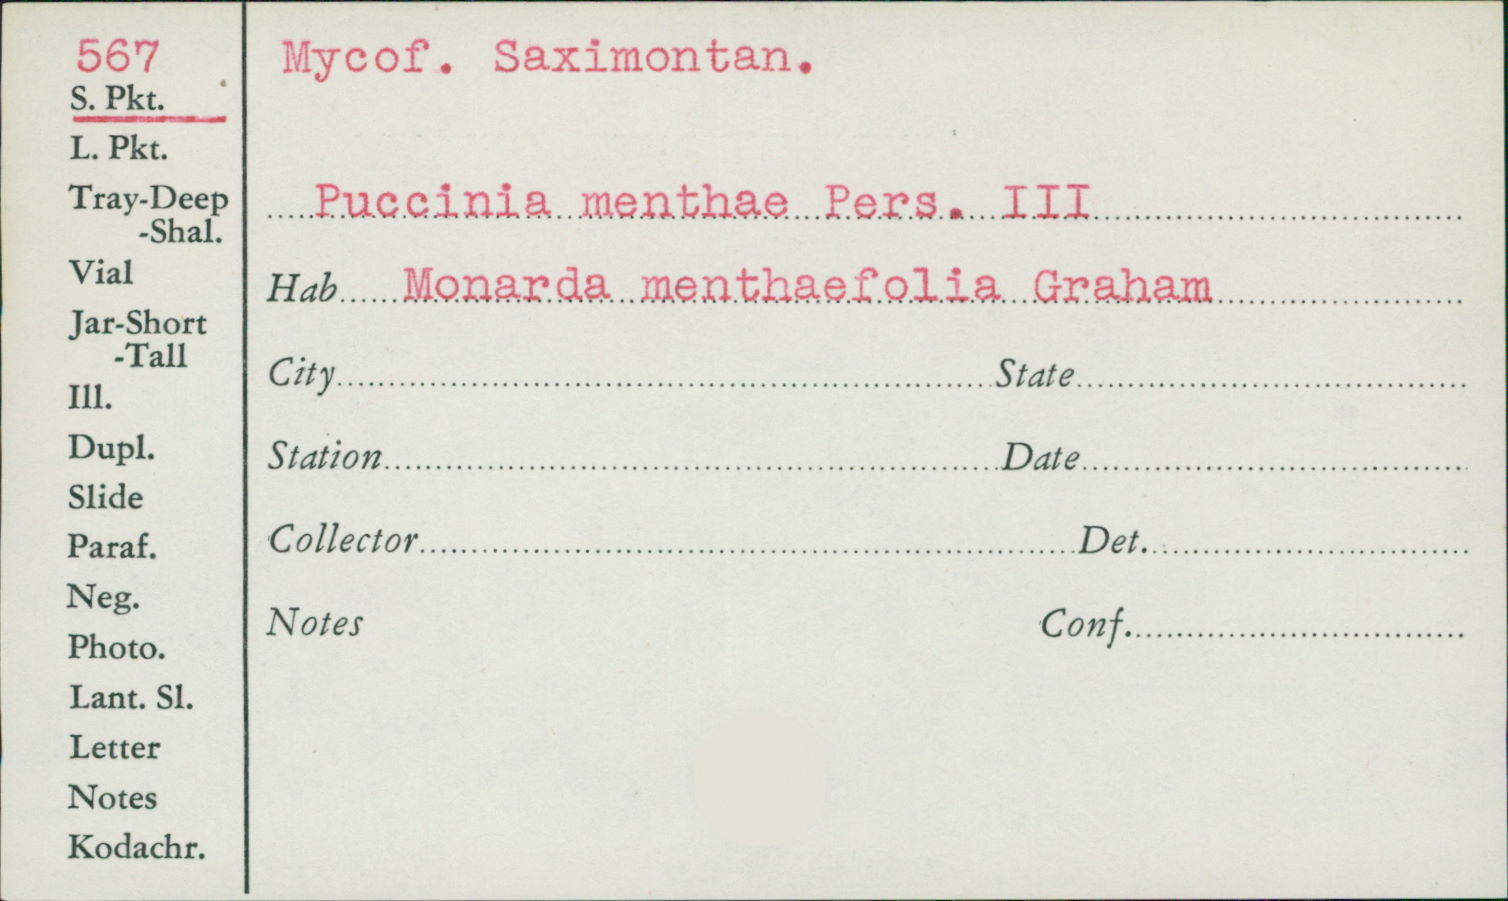 567
S. Pkt.
L. Pkt.
Tray-Deep
-Shal.
Vial
Jar-Short
-Tall
Ill.
Dupl.
Slide
Paraf.
Neg.
Photo.
Lant. Sl.
Letter
Notes
Kodachr.
Mycof. Saximontan.
Puccinia menthae Pers. III
Hab Monarda menthaefolia Graham
City State
Station Date
Collector Det.
Notes Conf.